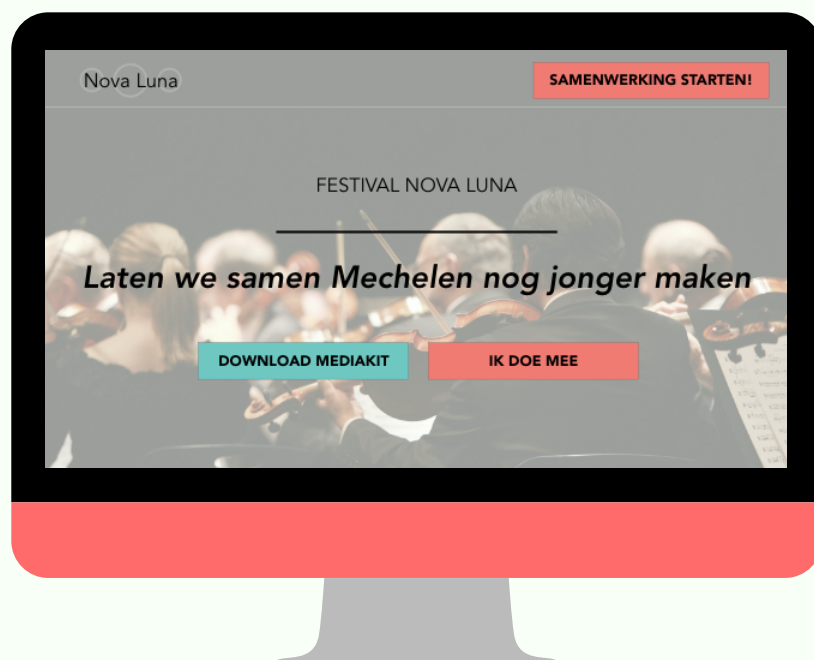 Nova Luna
SAMENWERKING STARTEN!
FESTIVAL NOVA LUNA
Laten we samen Mechelen nog jonger maken
DOWNLOAD MEDIAKIT
IK DOE MEE